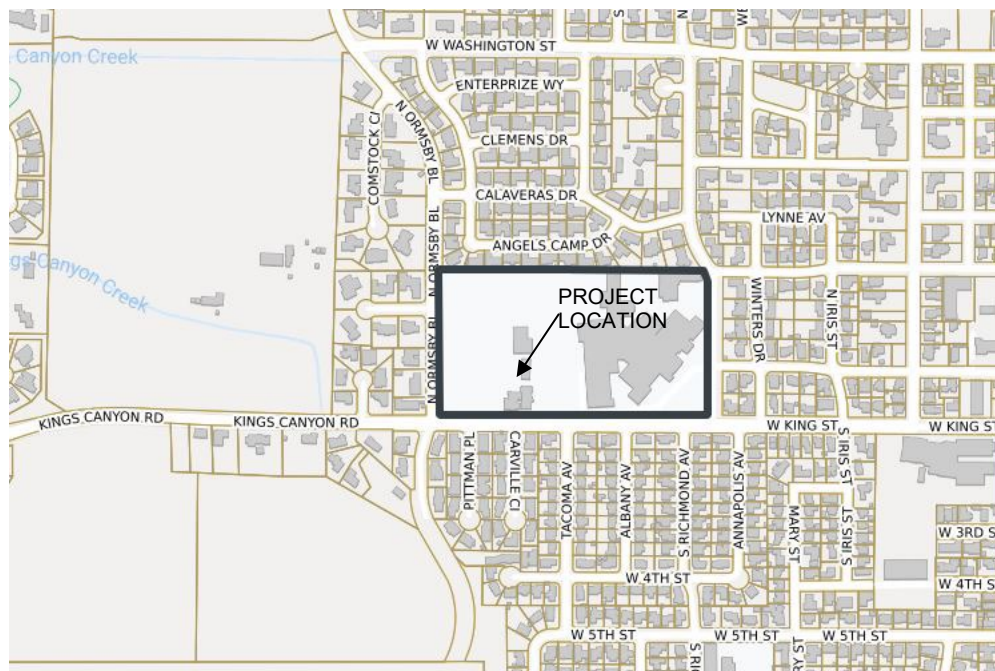 W WASHINGTON ST
Canyon Creek
ENTERPRIZE WY
N ORMSBY BL
CLEMENS DR
COMSTOCK CI
CALAVERAS DR
LYNNE AV
N ORMSBY BL
ANGELS CAMP DR
gs Canyon Creek
PROJECT
LOCATION
WINTERS DR
N IRIS ST
N ORMSBY BL
KINGS CANYON RD
KINGS CANYON RD
W KING ST
W KING ST
S IRIS ST
PITTMAN PL
CARVILLE CI
TACOMA AV
ALBANY AV
S RICHMOND AV
ANNAPOLIS AV
MARY ST
S IRIS ST
W 3RD S
W 4TH ST
W 4TH S
W 5TH ST
W 5TH ST
W 5TH ST
S RI
AY ST